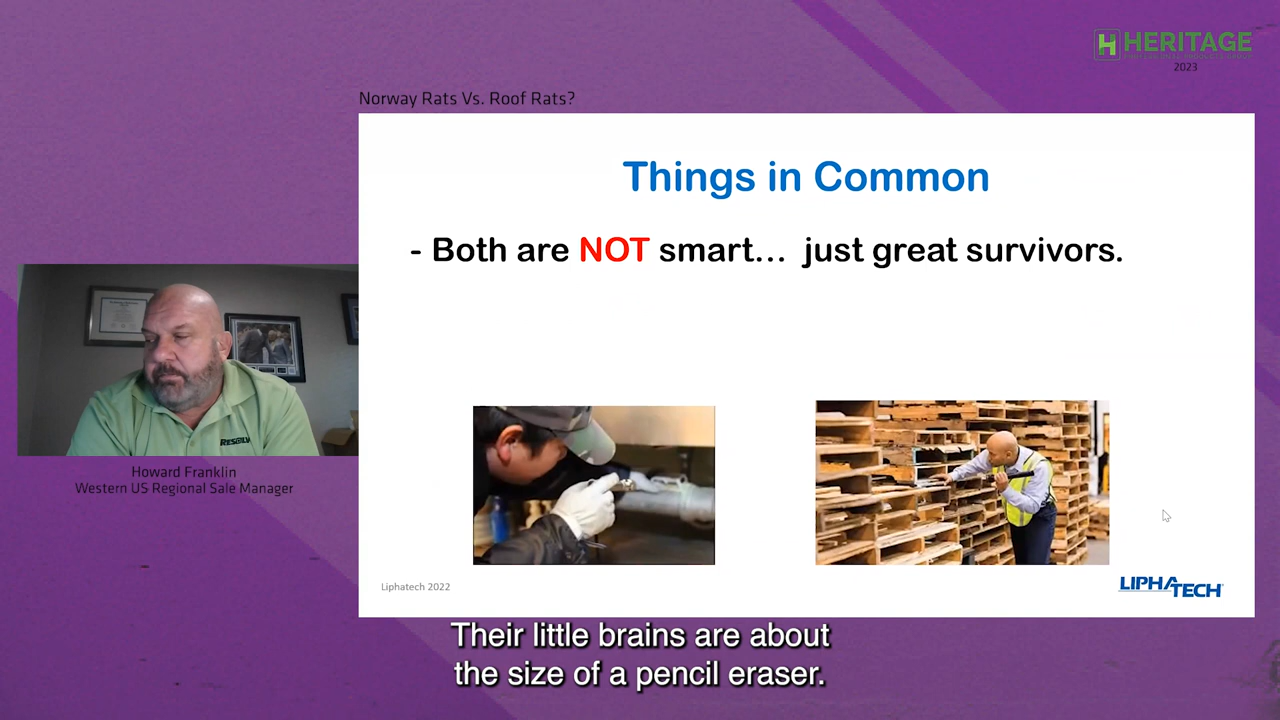 HERITAGE
2023
Norway Rats Vs. Roof Rats?
Things in Common
- Both are NOT smart... just great survivors.
Howard Franklin
Western US Regional Sale Manager
Liphatech 2022
LIPHATECH
Their little brains are about
the size of a pencil eraser.